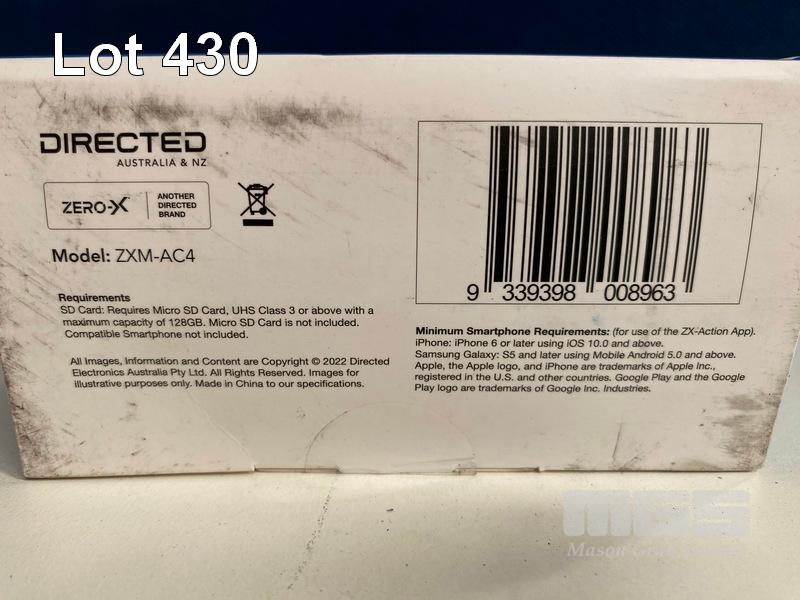 Lot 430
DIRECTED
AUSTRALIA & NZ
ZERO-X
ANOTHER
DIRECTED
BRAND
Model: ZXM-AC4
9 339398 008963
Requirements
SD Card: Requires Micro SD Card, UHS Class 3 or above with a
maximum capacity of 128GB. Micro SD Card is not included.
Compatible Smartphone not included.
All Images, Information and Content are Copyright © 2022 Directed
Electronics Australia Pty Ltd. All Rights Reserved. Images for
illustrative purposes only. Made in China to our specifications.
Minimum Smartphone Requirements: (for use of the ZX-Action App).
iPhone: iPhone 6 or later using iOS 10.0 and above.
Samsung Galaxy: S5 and later using Mobile Android 5.0 and above.
Apple, the Apple logo, and iPhone are trademarks of Apple Inc.,
registered in the U.S. and other countries. Google Play and the Google
Play logo are trademarks of Google Inc. Industries.
MGS
Mason Gray